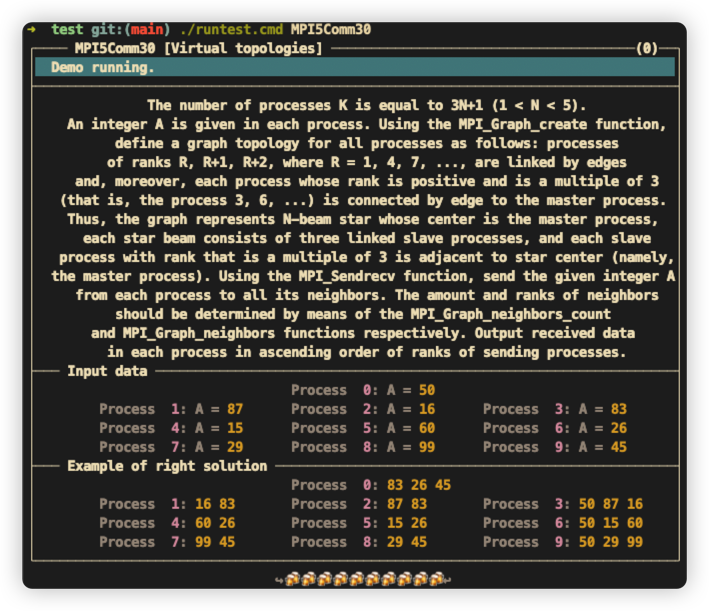 → test git:(main) ./runtest.cmd MPI5Comm30
MPI5Comm30 [Virtual topologies] (0)
Demo running.
The number of processes K is equal to 3N+1 (1 < N < 5).
An integer A is given in each process. Using the MPI_Graph_create function,
define a graph topology for all processes as follows: processes
of ranks R, R+1, R+2, where R = 1, 4, 7, ..., are linked by edges
and, moreover, each process whose rank is positive and is a multiple of 3
(that is, the process 3, 6, ...) is connected by edge to the master process.
Thus, the graph represents N–beam star whose center is the master process,
each star beam consists of three linked slave processes, and each slave
process with rank that is a multiple of 3 is adjacent to star center (namely,
the master process). Using the MPI_Sendrecv function, send the given integer A
from each process to all its neighbors. The amount and ranks of neighbors
should be determined by means of the MPI_Graph_neighbors_count
and MPI_Graph_neighbors functions respectively. Output received data
in each process in ascending order of ranks of sending processes.
Input data
Process 0: A = 50
Process 1: A = 87 Process 2: A = 16 Process 3: A = 83
Process 4: A = 15 Process 5: A = 60 Process 6: A = 26
Process 7: A = 29 Process 8: A = 99 Process 9: A = 45
Example of right solution
Process 0: 83 26 45
Process 1: 16 83 Process 2: 87 83 Process 3: 50 87 16
Process 4: 60 26 Process 5: 15 26 Process 6: 50 15 60
Process 7: 99 45 Process 8: 29 45 Process 9: 50 29 99